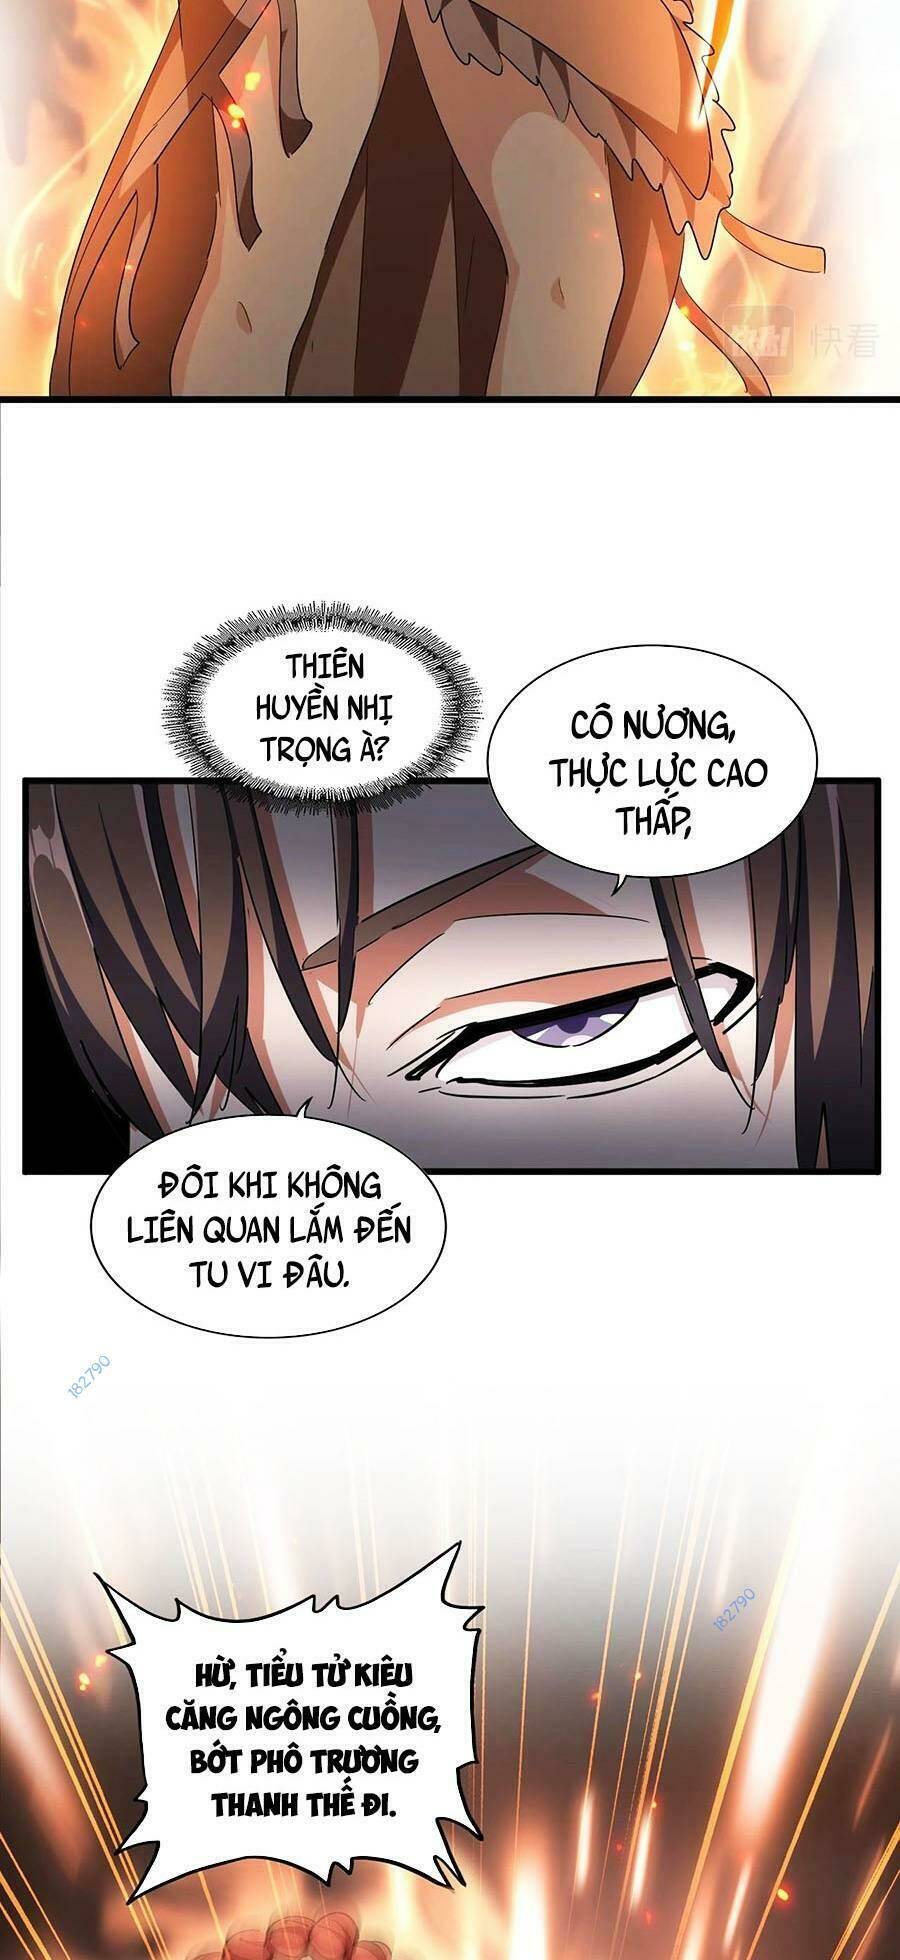 快看
THIÊN
HUYỀN NHỊ
TRỌNG À?
CÔ NƯƠNG,
THỰC LỰC CAO
THẤP,
ĐÔI KHI KHÔNG
LIÊN QUAN LẮM ĐẾN
TU VI ĐÂU.
182790
182790
HỪ, TIỂU TỬ KIÊU
CĂNG NGÔNG CUỒNG,
BỚT PHÔ TRƯƠNG
THANH THẾ ĐI.